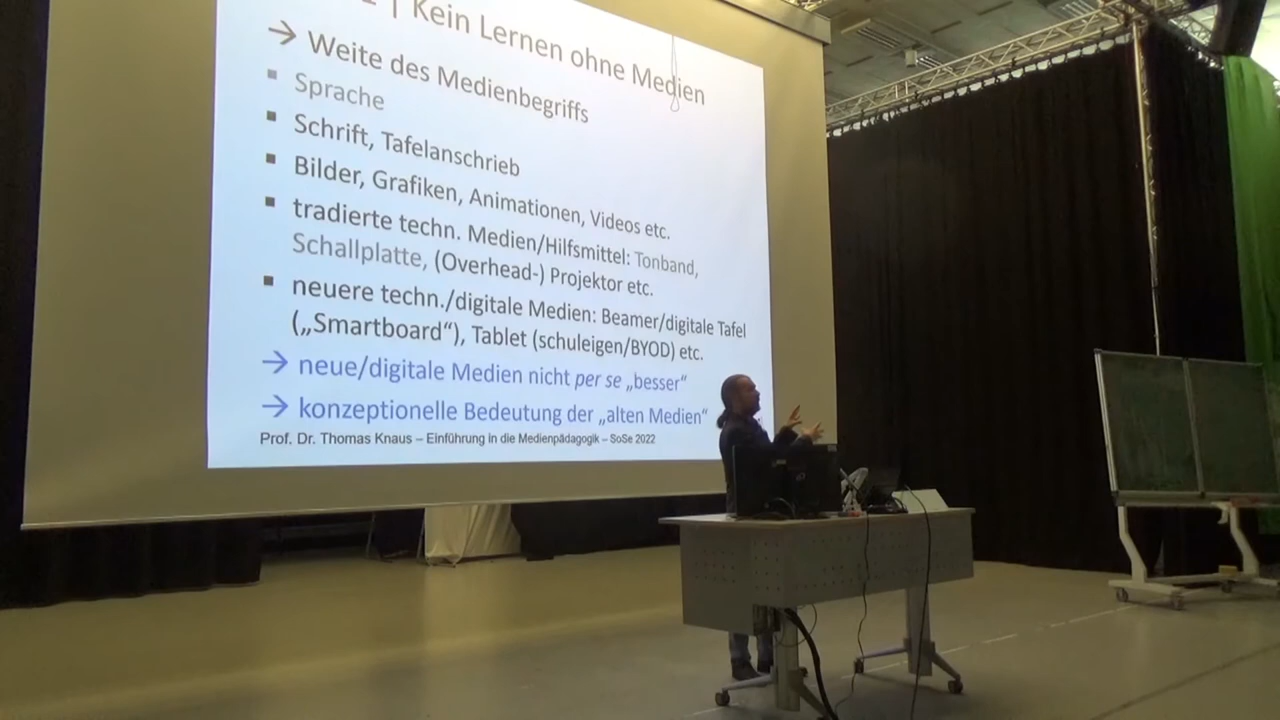 | Kein Lernen ohne Medien
→ Weite des Medienbegriffs
▪ Sprache
▪ Schrift, Tafelanschrieb
▪ Bilder, Grafiken, Animationen, Videos etc.
▪ tradierte techn. Medien/Hilfsmittel: Tonband,
Schallplatte, (Overhead-) Projektor etc.
▪ neuere techn./digitale Medien: Beamer/digitale Tafel
(„Smartboard“), Tablet (schuleigen/BYOD) etc.
→ neue/digitale Medien nicht per se „besser“
→ konzeptionelle Bedeutung der „alten Medien“
Prof. Dr. Thomas Knaus – Einführung in die Medienpädagogik – SoSe 2022